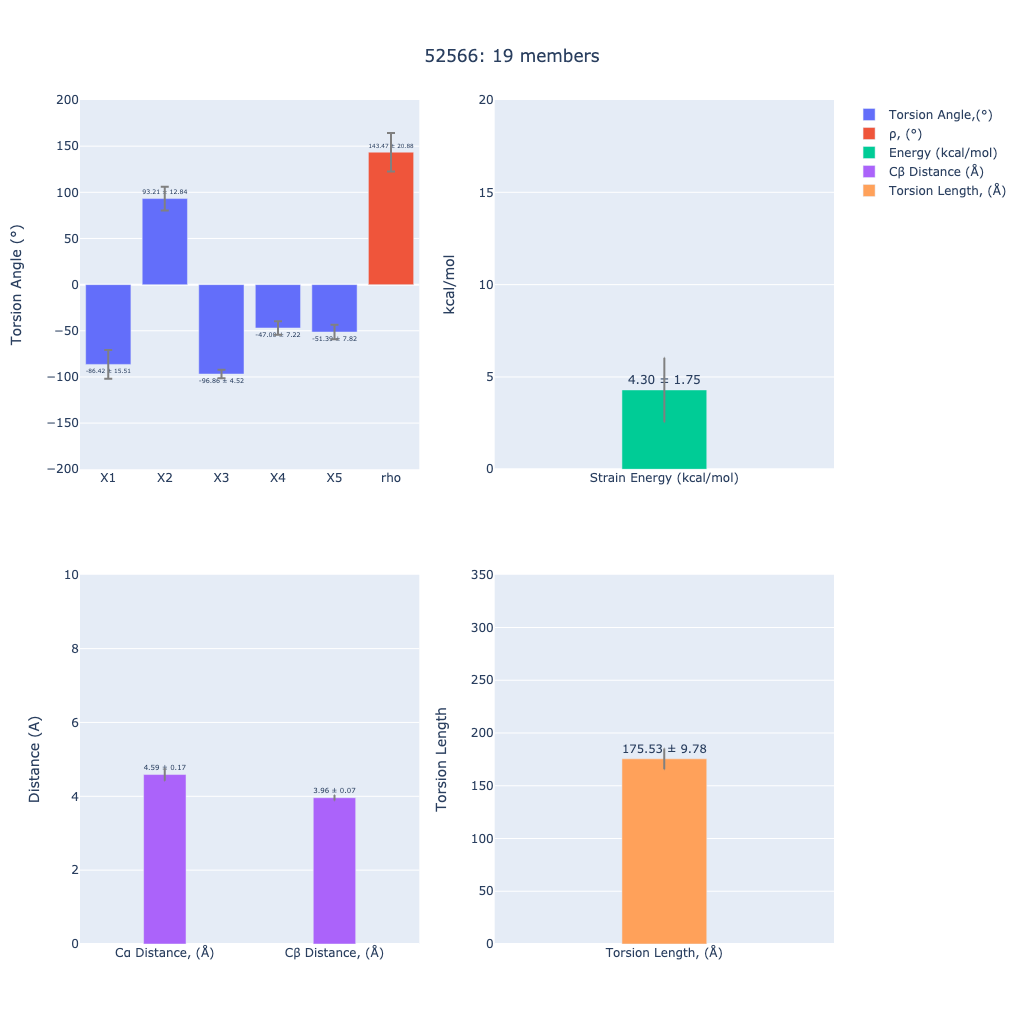 52566: 19 members
Torsion Angle (°)
200
150
100
50
0
−50
−100
−150
−200
-86.42 ± 15.51
93.21 ± 12.84
-96.86 ± 4.52
-47.08 ± 7.22
-51.39 ± 7.82
143.47 ± 20.88
X1 X2 X3 X4 X5 rho
kcal/mol
20
15
10
5
0
4.30 ± 1.75
Strain Energy (kcal/mol)
Torsion Angle,(°)
ρ, (°)
Energy (kcal/mol)
Cβ Distance (Å)
Torsion Length, (Å)
Distance (A)
10
8
6
4
2
0
4.59 ± 0.17
3.96 ± 0.07
Cα Distance, (Å) Cβ Distance, (Å)
Torsion Length
350
300
250
200
150
100
50
0
175.53 ± 9.78
Torsion Length, (Å)